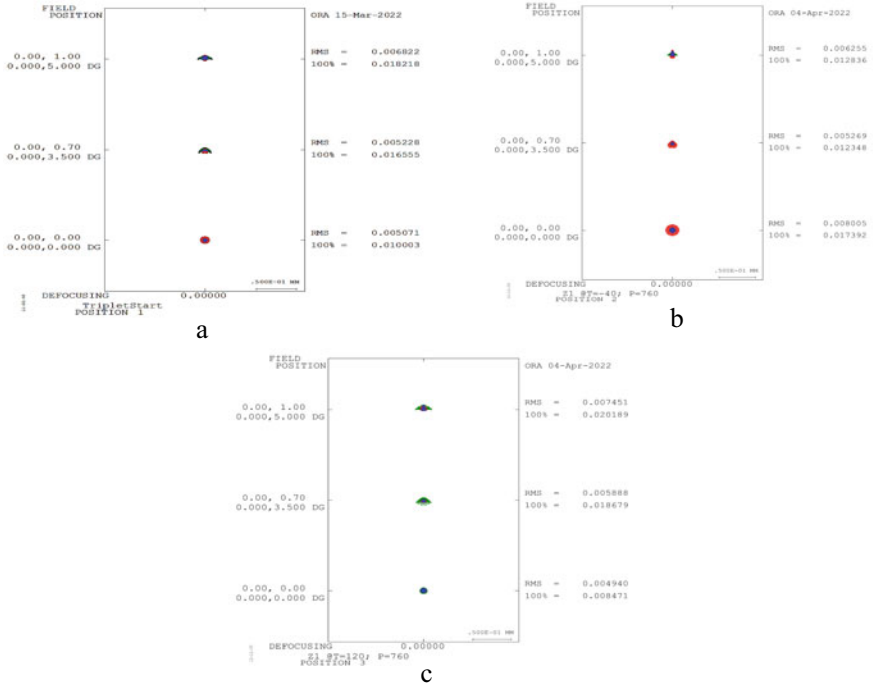 FIELD
POSITION
ORA 15-Mar-2022
0.00, 1.00
0.000,5.000 DG
RMS = 0.006822
100% = 0.018218
0.00, 0.70
0.000,3.500 DG
RMS = 0.005228
100% = 0.016555
0.00, 0.00
0.000,0.000 DG
RMS = 0.005071
100% = 0.010003
.500E-01 MM
DEFOCUSING 0.00000
TripletStart
POSITION 1
a
FIELD
POSITION
ORA 04-Apr-2022
0.00, 1.00
0.000,5.000 DG
RMS = 0.006255
100% = 0.012836
0.00, 0.70
0.000,3.500 DG
RMS = 0.005269
100% = 0.012348
0.00, 0.00
0.000,0.000 DG
RMS = 0.008005
100% = 0.017392
.500E-01 MM
DEFOCUSING 0.00000
Z1 @T=-40; P=760
POSITION 2
b
FIELD
POSITION
ORA 04-Apr-2022
0.00, 1.00
0.000,5.000 DG
RMS = 0.007451
100% = 0.020189
0.00, 0.70
0.000,3.500 DG
RMS = 0.005888
100% = 0.018679
0.00, 0.00
0.000,0.000 DG
RMS = 0.004940
100% = 0.008471
.500E-01 MM
DEFOCUSING 0.00000
Z1 @T=120; P=760
POSITION 3
c